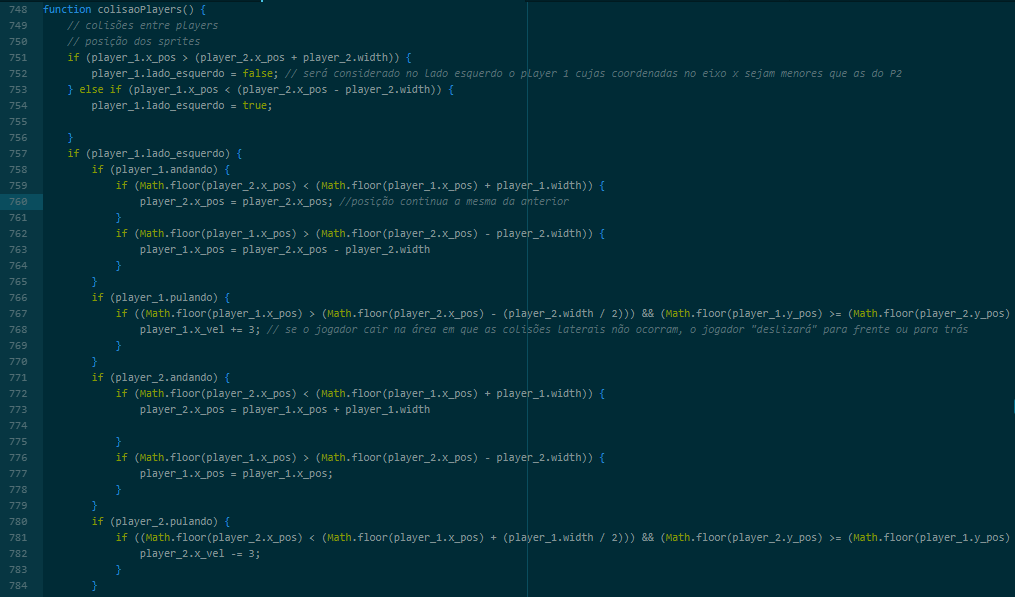 748 function colisaoPlayers() {
749 // colisões entre players
750 // posição dos sprites
751 if (player_1.x_pos > (player_2.x_pos + player_2.width)) {
752 player_1.lado_esquerdo = false; // será considerado no lado esquerdo o player 1 cujas coordenadas no eixo x sejam menores que as do P2
753 } else if (player_1.x_pos < (player_2.x_pos - player_2.width)) {
754 player_1.lado_esquerdo = true;
755
756 }
757 if (player_1.lado_esquerdo) {
758 if (player_1.andando) {
759 if (Math.floor(player_2.x_pos) < (Math.floor(player_1.x_pos) + player_1.width)) {
760 player_2.x_pos = player_2.x_pos; //posição continua a mesma da anterior
761 }
762 if (Math.floor(player_1.x_pos) > (Math.floor(player_2.x_pos) - player_2.width)) {
763 player_1.x_pos = player_2.x_pos - player_2.width
764 }
765 }
766 if (player_1.pulando) {
767 if ((Math.floor(player_1.x_pos) > (Math.floor(player_2.x_pos) - (player_2.width / 2))) && (Math.floor(player_1.y_pos) >= (Math.floor(player_2.y_pos)
768 player_1.x_vel += 3; // se o jogador cair na área em que as colisões laterais não ocorram, o jogador "deslizará" para frente ou para trás
769 }
770 }
771 if (player_2.andando) {
772 if (Math.floor(player_2.x_pos) < (Math.floor(player_1.x_pos) + player_1.width)) {
773 player_2.x_pos = player_1.x_pos + player_1.width
774
775 }
776 if (Math.floor(player_1.x_pos) > (Math.floor(player_2.x_pos) - player_2.width)) {
777 player_1.x_pos = player_1.x_pos;
778 }
779 }
780 if (player_2.pulando) {
781 if ((Math.floor(player_2.x_pos) < (Math.floor(player_1.x_pos) + (player_1.width / 2))) && (Math.floor(player_2.y_pos) >= (Math.floor(player_1.y_pos)
782 player_2.x_vel -= 3;
783 }
784 }